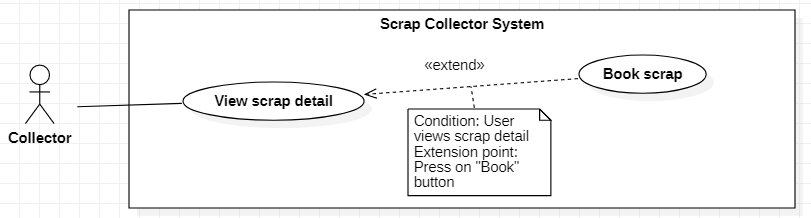 Scrap Collector System
«extend»
Book scrap
View scrap detail
Collector
Condition: User
views scrap detail
Extension point:
Press on "Book"
button